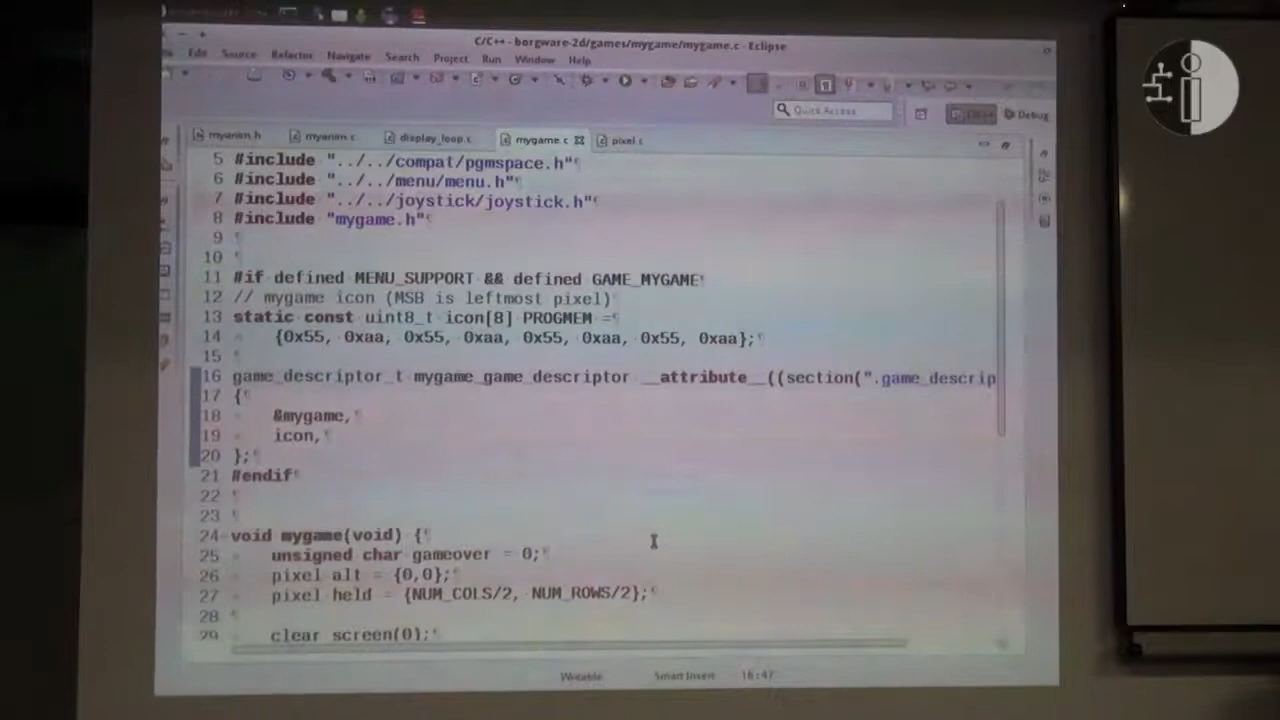 C/C++ - borgware-2d/games/mygame/mygame.c - Eclipse
Edit Source Refactor Navigate Search Project Run Window Help
Quick Access
Debug
myanim.h myanim.c display_loop.c mygame.c pixel.c
5 #include "../../compat/pgmspace.h"
6 #include "../../menu/menu.h"
7 #include "../../joystick/joystick.h"
8 #include "mygame.h"
9
10
11 #if defined MENU_SUPPORT && defined GAME_MYGAME
12 // mygame icon (MSB is leftmost pixel)
13 static const uint8_t icon[8] PROGMEM =
14 {0x55, 0xaa, 0x55, 0xaa, 0x55, 0xaa, 0x55, 0xaa};
15
16 game_descriptor_t mygame_game_descriptor __attribute__((section(".game_descrip
17 {
18 &mygame,
19 icon,
20 };
21 #endif
22
23
24 void mygame(void) {
25 unsigned char gameover = 0;
26 pixel alt = {0,0};
27 pixel held = {NUM_COLS/2, NUM_ROWS/2};
28
29 clear_screen(0);
Writable Smart Insert 16:47